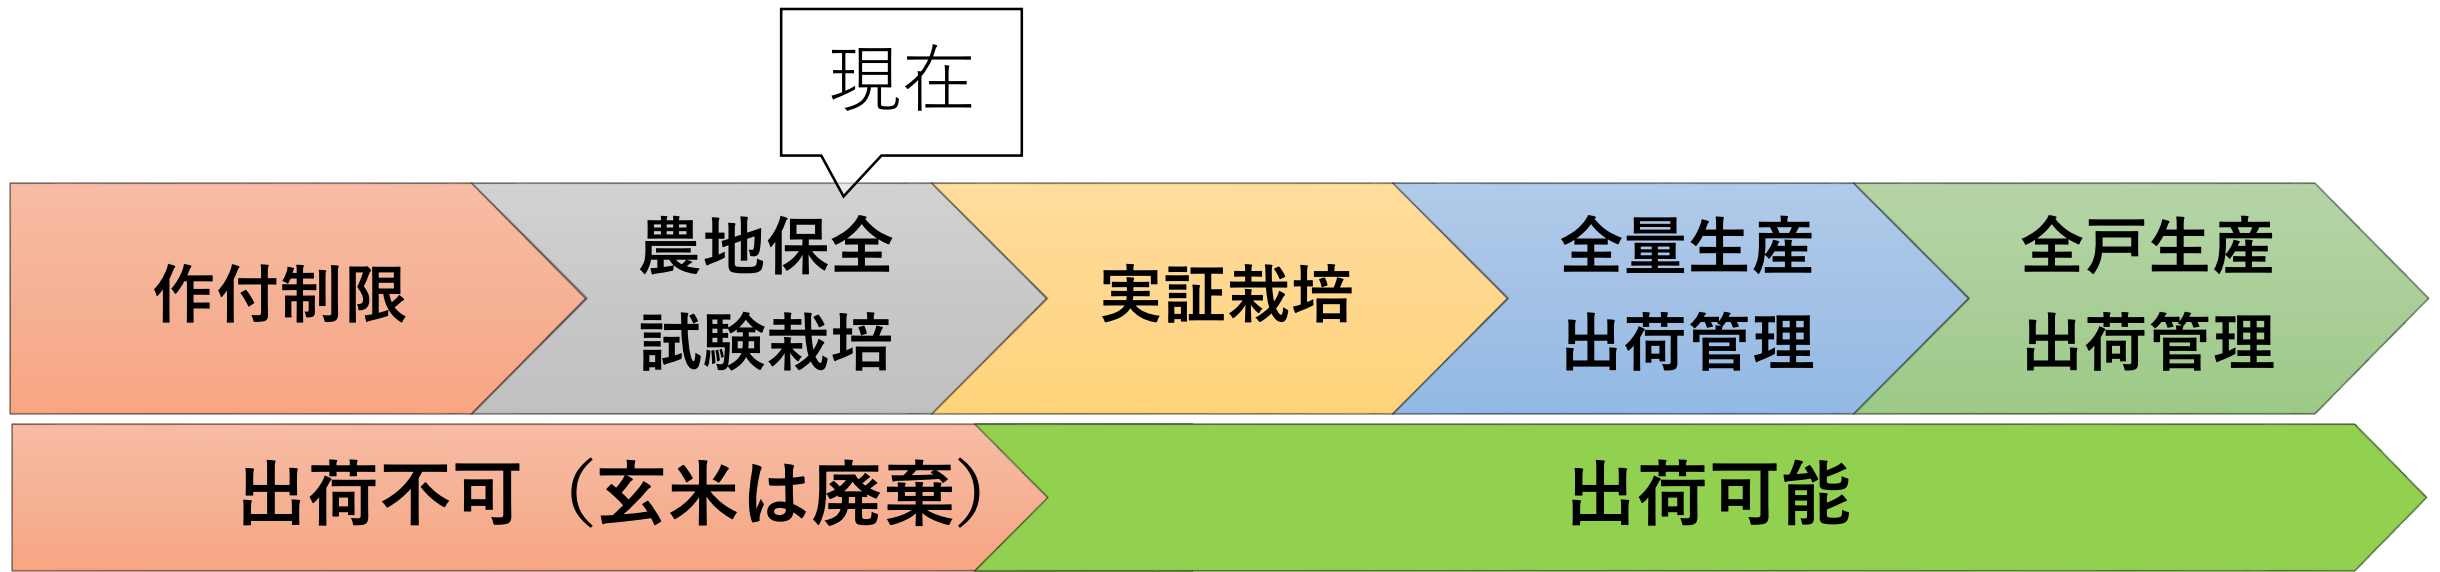 現在
作付制限
農地保全
試験栽培
実証栽培
全量生産
出荷管理
全戸生産
出荷管理
出荷不可（玄米は廃棄）
出荷可能